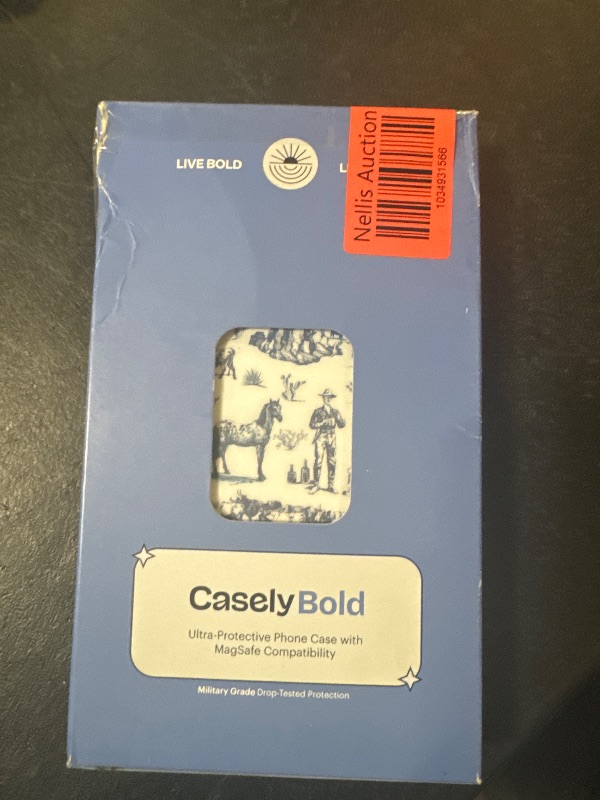 LIVE BOLD
Nellis Auction
1034931566
CaselyBold
Ultra-Protective Phone Case with
MagSafe Compatibility
Military Grade Drop-Tested Protection